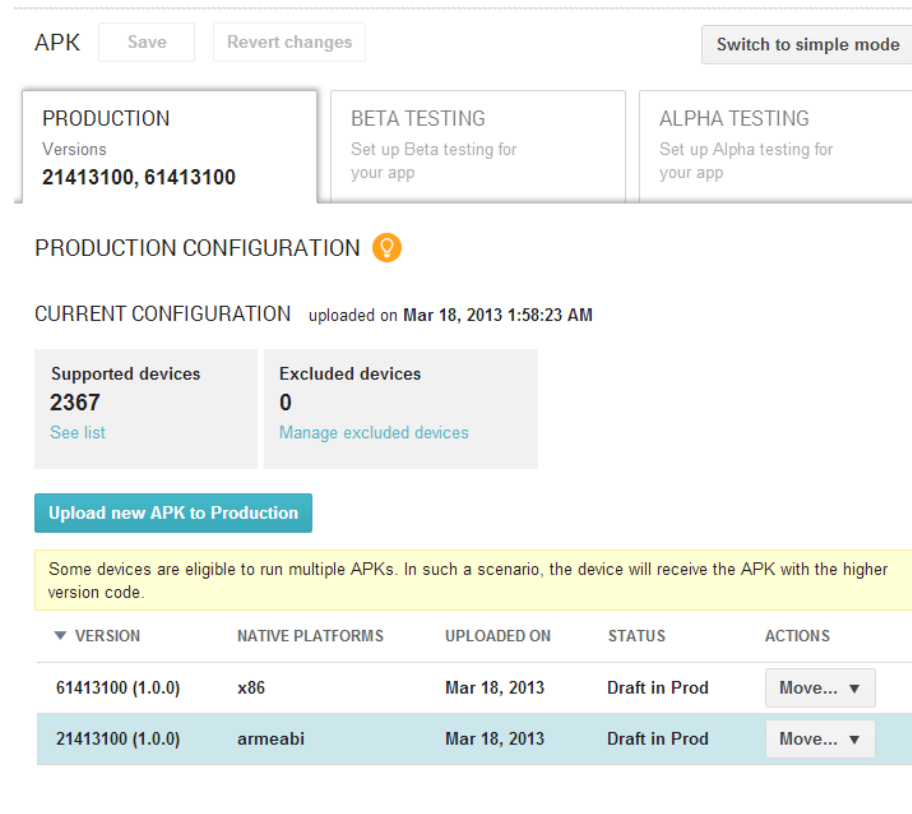 APK Save Revert changes Switch to simple mode
PRODUCTION
Versions
21413100, 61413100
BETA TESTING
Set up Beta testing for
your app
ALPHA TESTING
Set up Alpha testing for
your app
PRODUCTION CONFIGURATION
CURRENT CONFIGURATION uploaded on Mar 18, 2013 1:58:23 AM
Supported devices
2367
See list
Excluded devices
0
Manage excluded devices
Upload new APK to Production
Some devices are eligible to run multiple APKs. In such a scenario, the device will receive the APK with the higher
version code.
VERSION NATIVE PLATFORMS UPLOADED ON STATUS ACTIONS
61413100 (1.0.0) x86 Mar 18, 2013 Draft in Prod Move...
21413100 (1.0.0) armeabi Mar 18, 2013 Draft in Prod Move...